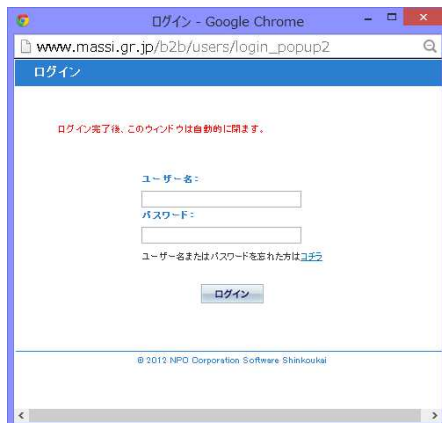 ログイン - Google Chrome
www.massi.gr.jp/b2b/users/login_popup2
ログイン
ログイン完了後、このウィンドウは自動的に閉ます。
ユーザー名：
パスワード：
ユーザー名またはパスワードを忘れた方はコチラ
ログイン
© 2012 NPO Corporation Software Shinkoukai